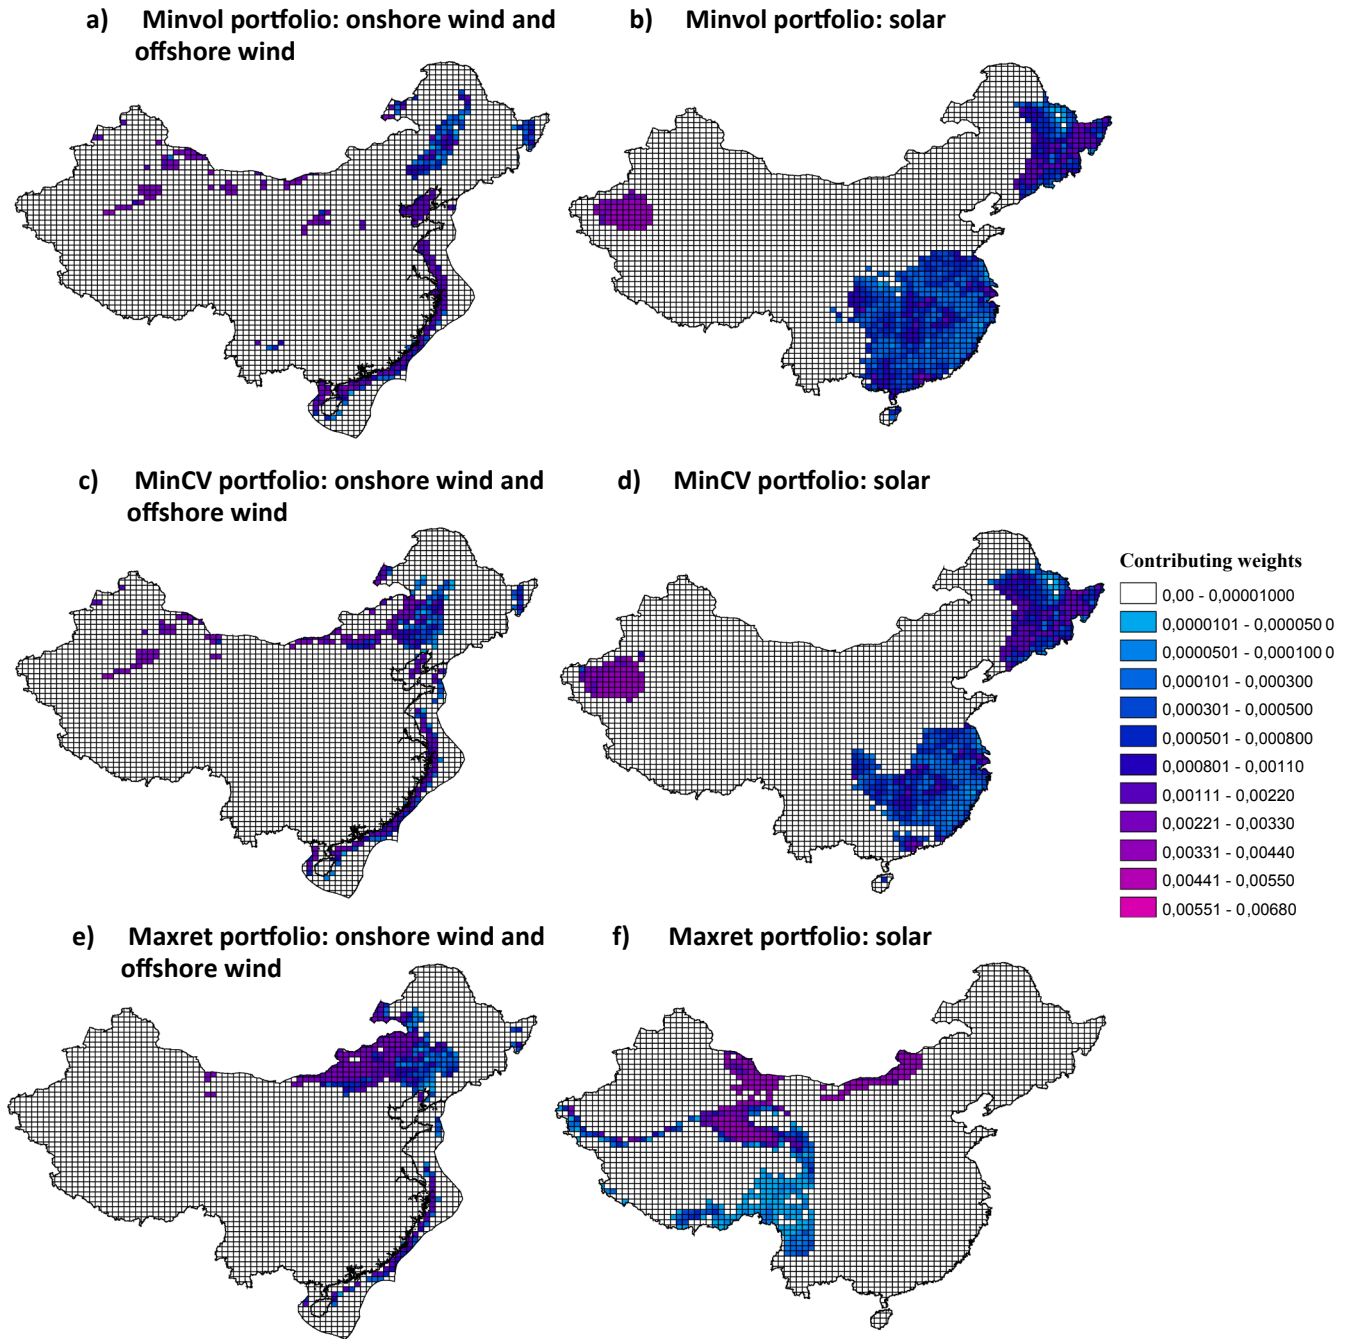 a) Minvol portfolio: onshore wind and
offshore wind
b) Minvol portfolio: solar
c) MinCV portfolio: onshore wind and
offshore wind
d) MinCV portfolio: solar
Contributing weights
0,00 - 0,00001000
0,0000101 - 0,000050 0
0,0000501 - 0,000100 0
0,000101 - 0,000300
0,000301 - 0,000500
0,000501 - 0,000800
0,000801 - 0,00110
0,00111 - 0,00220
0,00221 - 0,00330
0,00331 - 0,00440
0,00441 - 0,00550
0,00551 - 0,00680
e) Maxret portfolio: onshore wind and
offshore wind
f) Maxret portfolio: solar